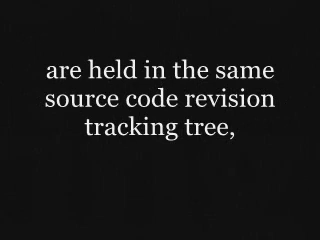 are held in the same
source code revision
tracking tree,